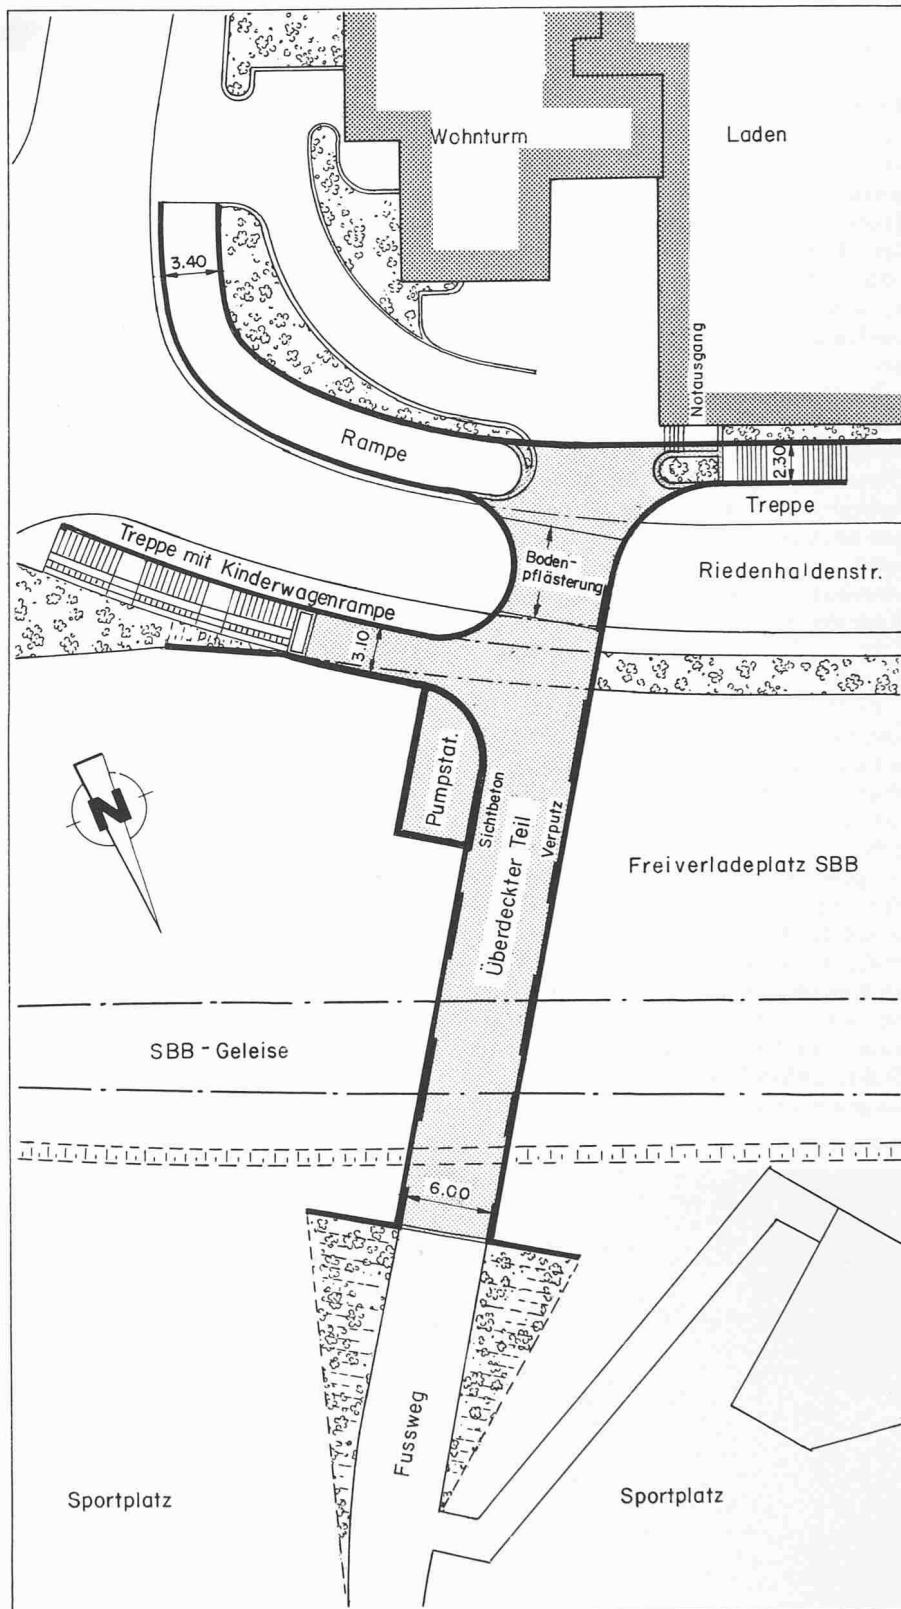 Wohnturm
Laden
3.40
Notausgang
Rampe
2.30
Treppe
Treppe mit Kinderwagenrampe
Boden-
pflästerung
Riedenhaldenstr.
3.10
Pumpstat.
Sichtbeton
Überdeckter Teil
Verputz
N
Freiverladeplatz SBB
SBB - Geleise
6.00
Fussweg
Sportplatz
Sportplatz